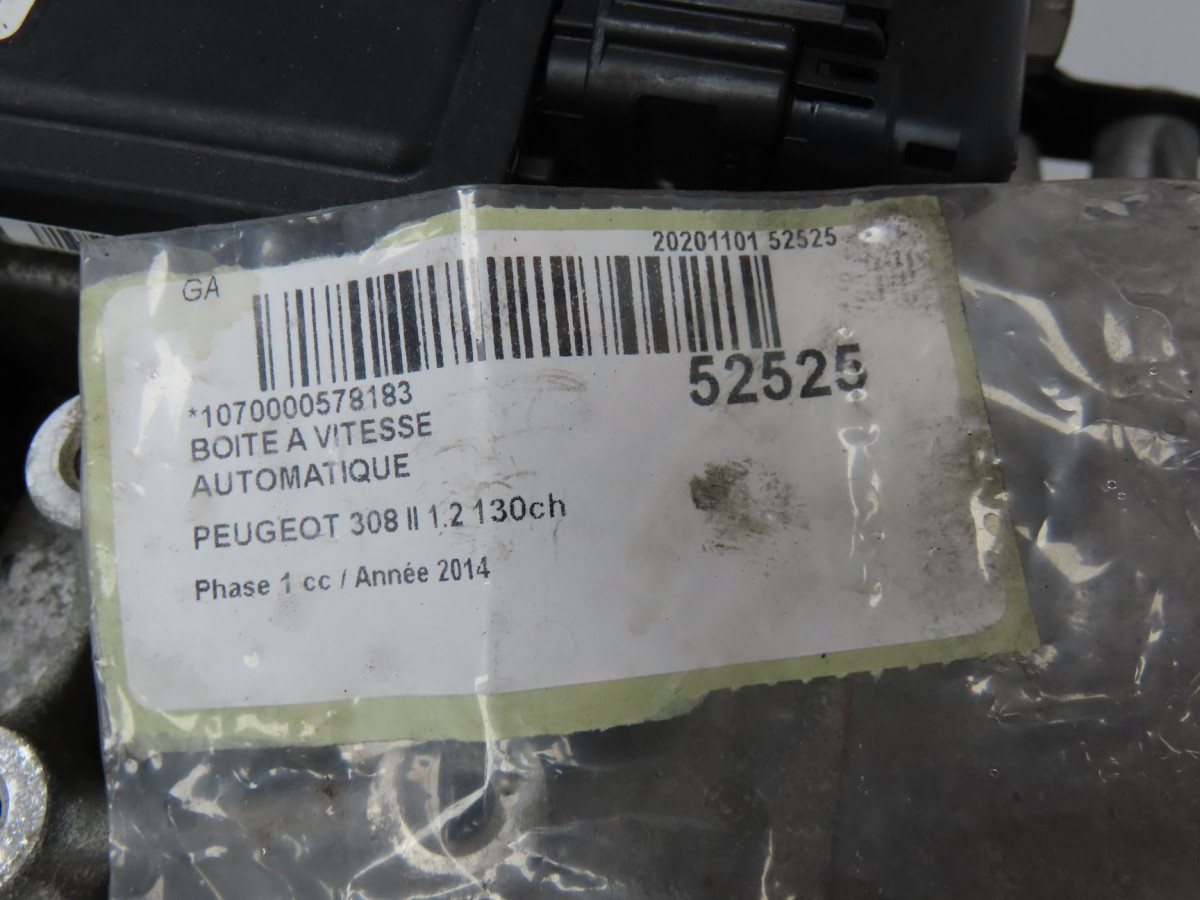 20201101 52525
GA
52525
*1070000578183
BOITE A VITESSE
AUTOMATIQUE
PEUGEOT 308 II 1.2 130ch
Phase 1 cc / Année 2014